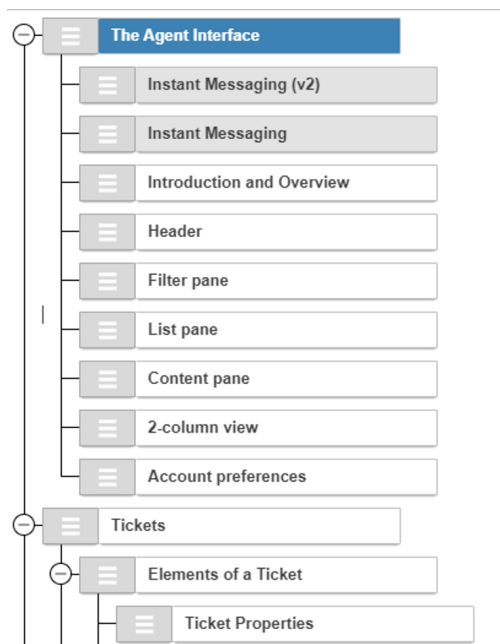 The Agent Interface
Instant Messaging (v2)
Instant Messaging
Introduction and Overview
Header
Filter pane
List pane
Content pane
2-column view
Account preferences
Tickets
Elements of a Ticket
Ticket Properties